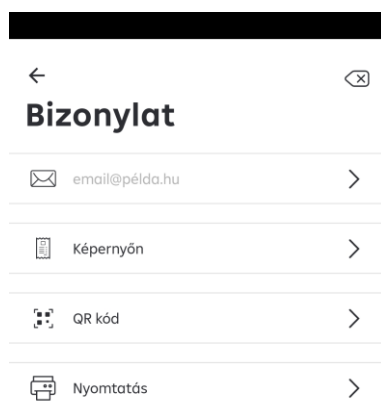 Bizonylat
email@példa.hu
Képernyőn
QR kód
Nyomtatás